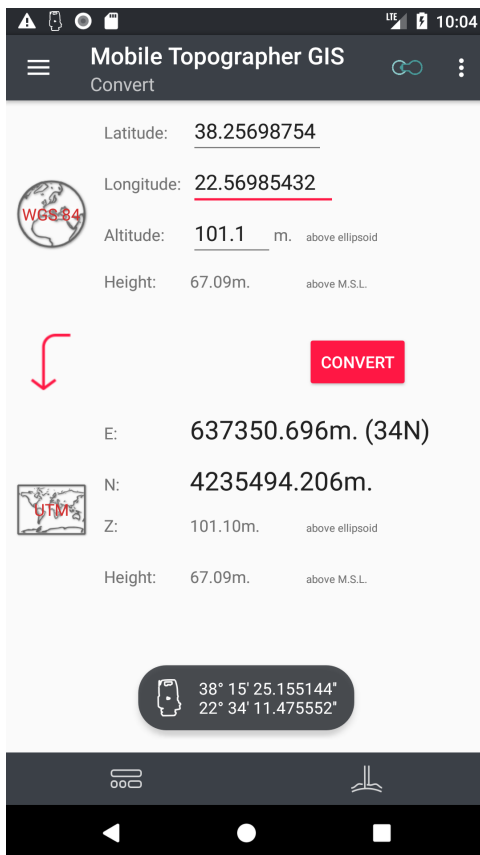 LTE 10:04
Mobile Topographer GIS
Convert
Latitude: 38.25698754
Longitude: 22.56985432
WGS 84
Altitude: 101.1 m. above ellipsoid
Height: 67.09m. above M.S.L.
CONVERT
E: 637350.696m. (34N)
N: 4235494.206m.
UTM
Z: 101.10m. above ellipsoid
Height: 67.09m. above M.S.L.
38° 15' 25.155144"
22° 34' 11.475552"